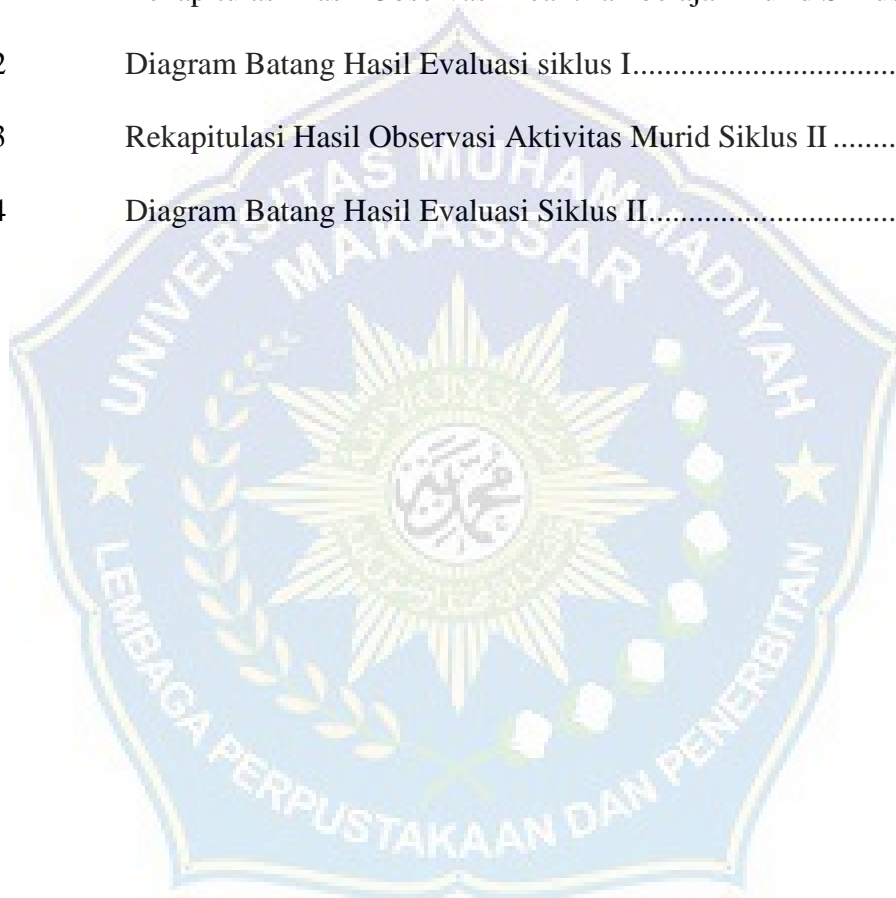 2 Diagram Batang Hasil Evaluasi siklus I................................
3 Rekapitulasi Hasil Observasi Aktivitas Murid Siklus II ........
4 Diagram Batang Hasil Evaluasi Siklus II..............................
UNIVERSITAS MUHAMMADIYAH
MAKASSAR
LEMBAGA PERPUSTAKAAN DAN PENERBITAN